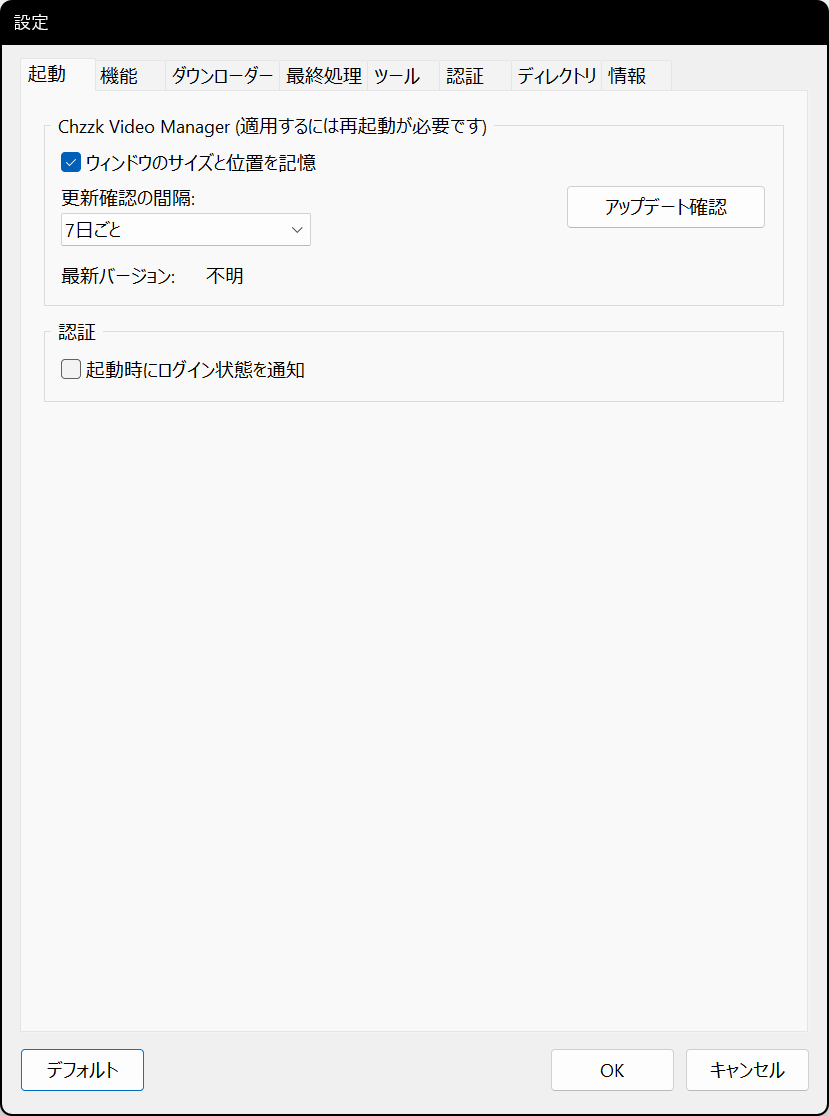 設定
起動 機能 ダウンローダー 最終処理 ツール 認証 ディレクトリ 情報
Chzzk Video Manager (適用するには再起動が必要です)
ウィンドウのサイズと位置を記憶
更新確認の間隔:
アップデート確認
7日ごと
最新バージョン: 不明
認証
起動時にログイン状態を通知
デフォルト OK キャンセル